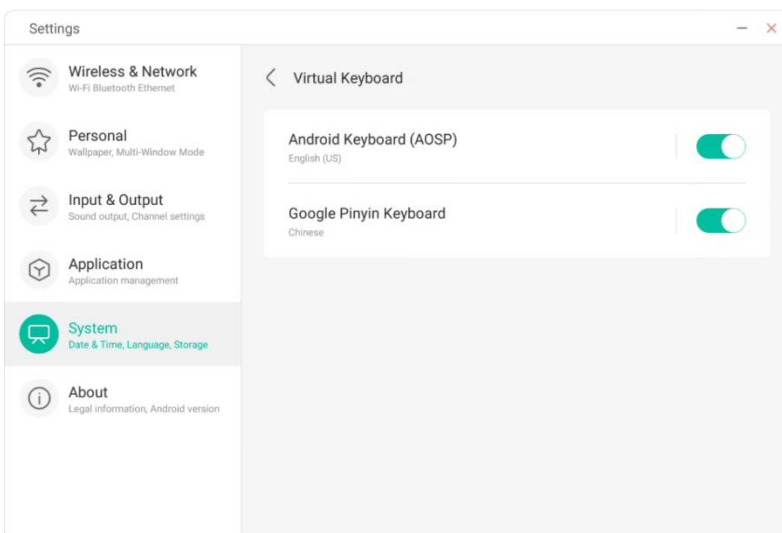 Settings
Wireless & Network
Wi-Fi Bluetooth Ethernet
Personal
Wallpaper, Multi-Window Mode
Input & Output
Sound output, Channel settings
Application
Application management
System
Date & Time, Language, Storage
About
Legal information, Android version
Virtual Keyboard
Android Keyboard (AOSP)
English (US)
Google Pinyin Keyboard
Chinese